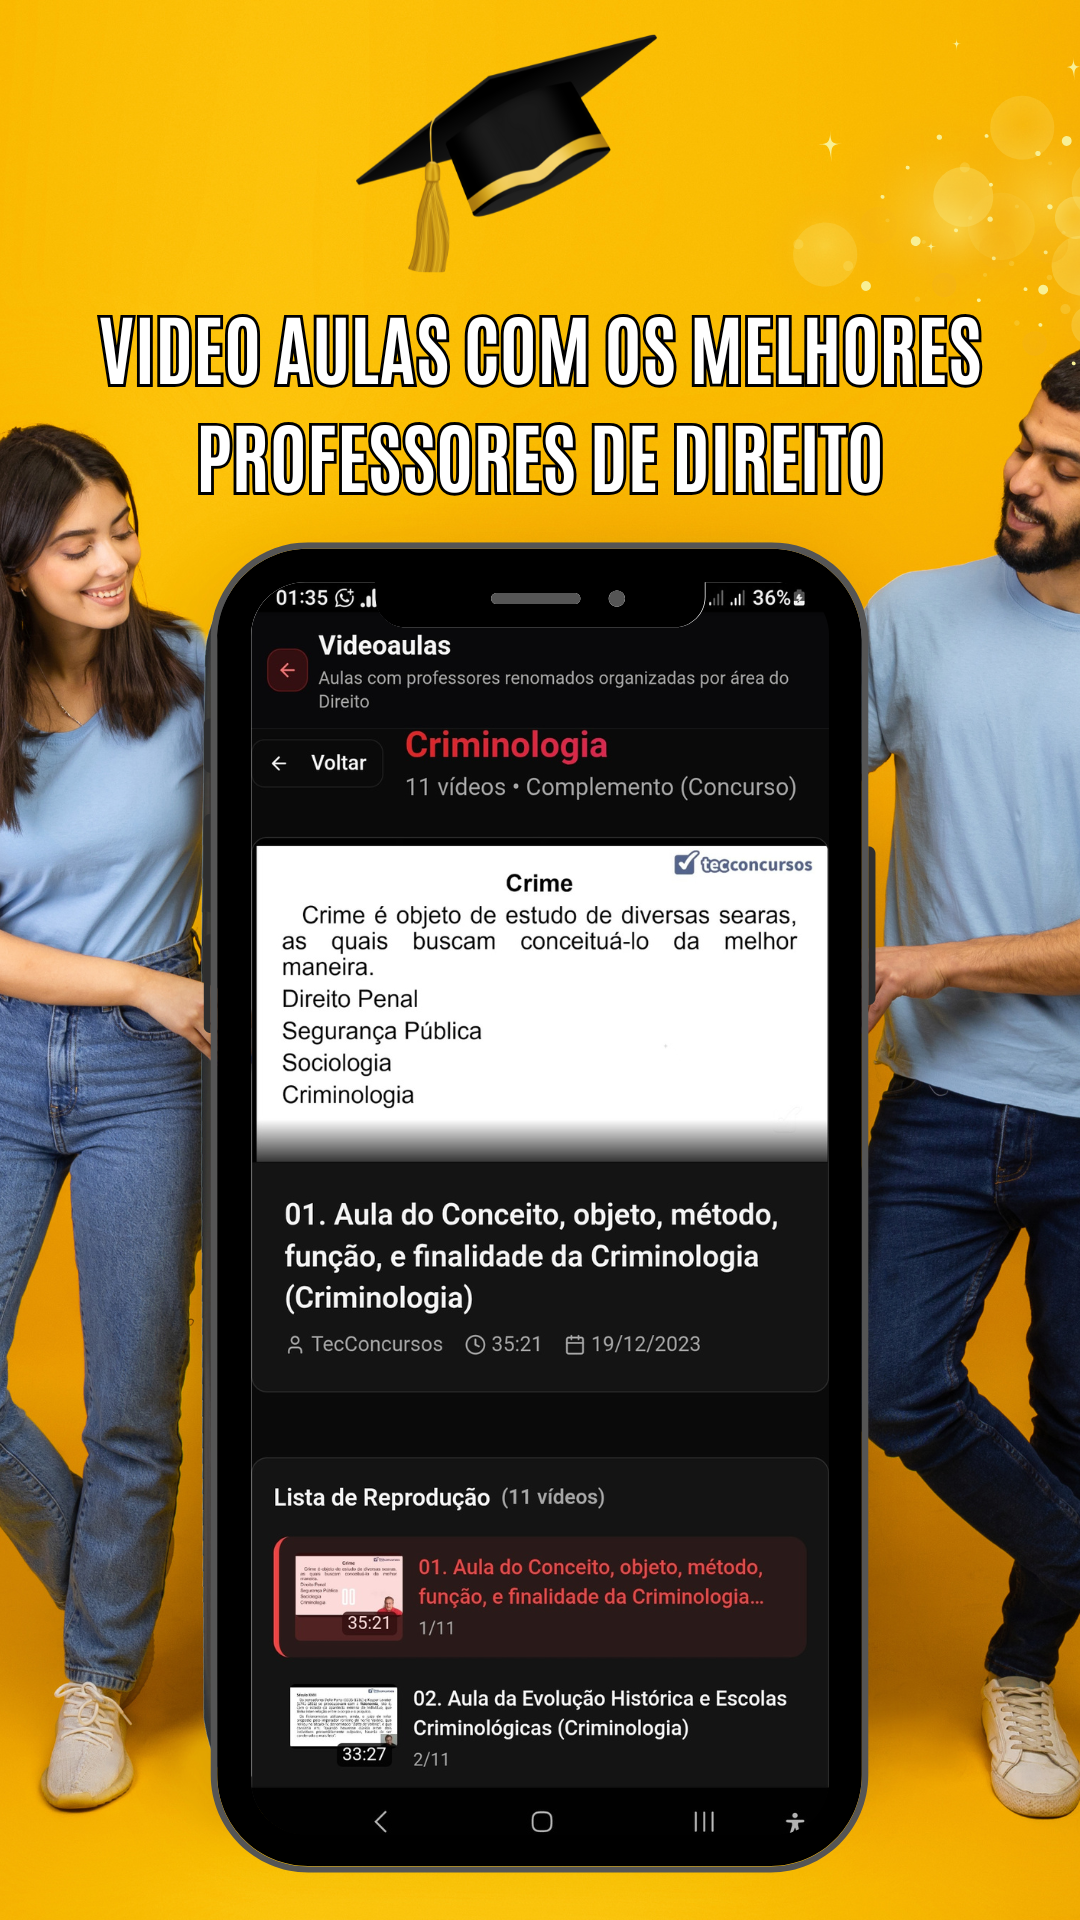 VIDEO AULAS COM OS MELHORES
PROFESSORES DE DIREITO
01:35
36%
Videoaulas
Aulas com professores renomados organizadas por área do
Direito
Voltar
Criminologia
11 vídeos • Complemento (Concurso)
tecconcursos
Crime
Crime é objeto de estudo de diversas searas,
as quais buscam conceituá-lo da melhor
maneira.
Direito Penal
Segurança Pública
Sociologia
Criminologia
01. Aula do Conceito, objeto, método,
função, e finalidade da Criminologia
(Criminologia)
TecConcursos 35:21 19/12/2023
Lista de Reprodução (11 vídeos)
01. Aula do Conceito, objeto, método,
função, e finalidade da Criminologia...
35:21
1/11
02. Aula da Evolução Histórica e Escolas
Criminológicas (Criminologia)
33:27
2/11